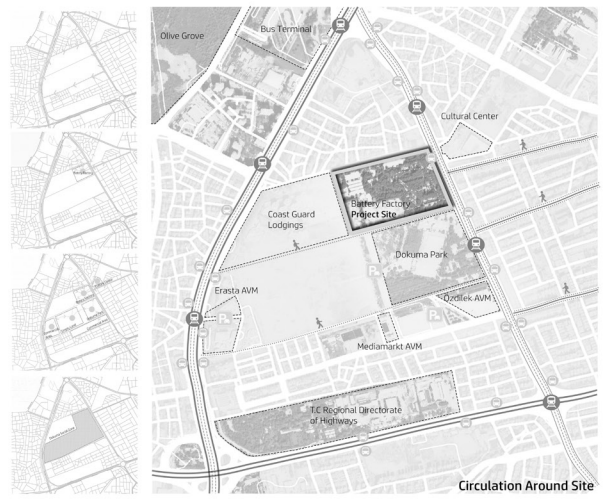 Olive Grove
Bus Terminal
Cultural Center
Battery Factory
Project Site
Coast Guard
Lodgings
Dokuma Park
Erasta AVM
Özdilek AVM
Mediamarkt AVM
T.C Regional Directorate
of Highways
Circulation Around Site